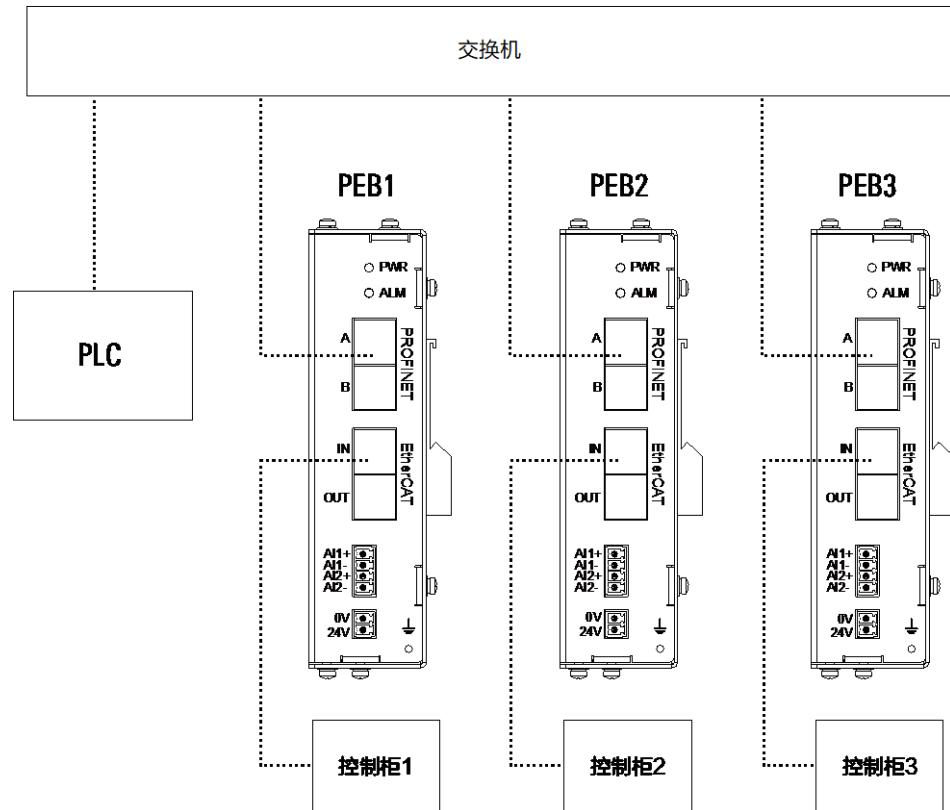 交换机
PEB1
PEB2
PEB3
PLC
PWR
ALM
A
B
PROFINET
IN
OUT
EtherCAT
AI1+
AI1-
AI2+
AI2-
0V
24V
PWR
ALM
A
B
PROFINET
IN
OUT
EtherCAT
AI1+
AI1-
AI2+
AI2-
0V
24V
PWR
ALM
A
B
PROFINET
IN
OUT
EtherCAT
AI1+
AI1-
AI2+
AI2-
0V
24V
控制柜1
控制柜2
控制柜3